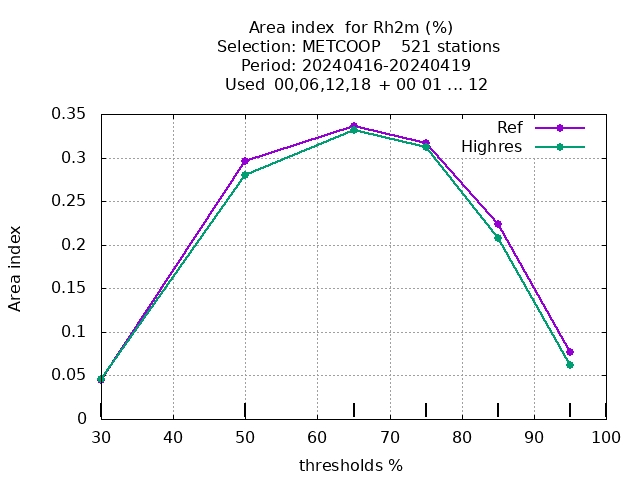 Area index  for Rh2m (%)
Selection: METCOOP    521 stations
Period: 20240416-20240419
Used  00,06,12,18 + 00 01 ... 12
0.35
0.3
0.25
0.2
0.15
0.1
0.05
0
Area index
Ref
Highres
30 40 50 60 70 80 90 100
thresholds %